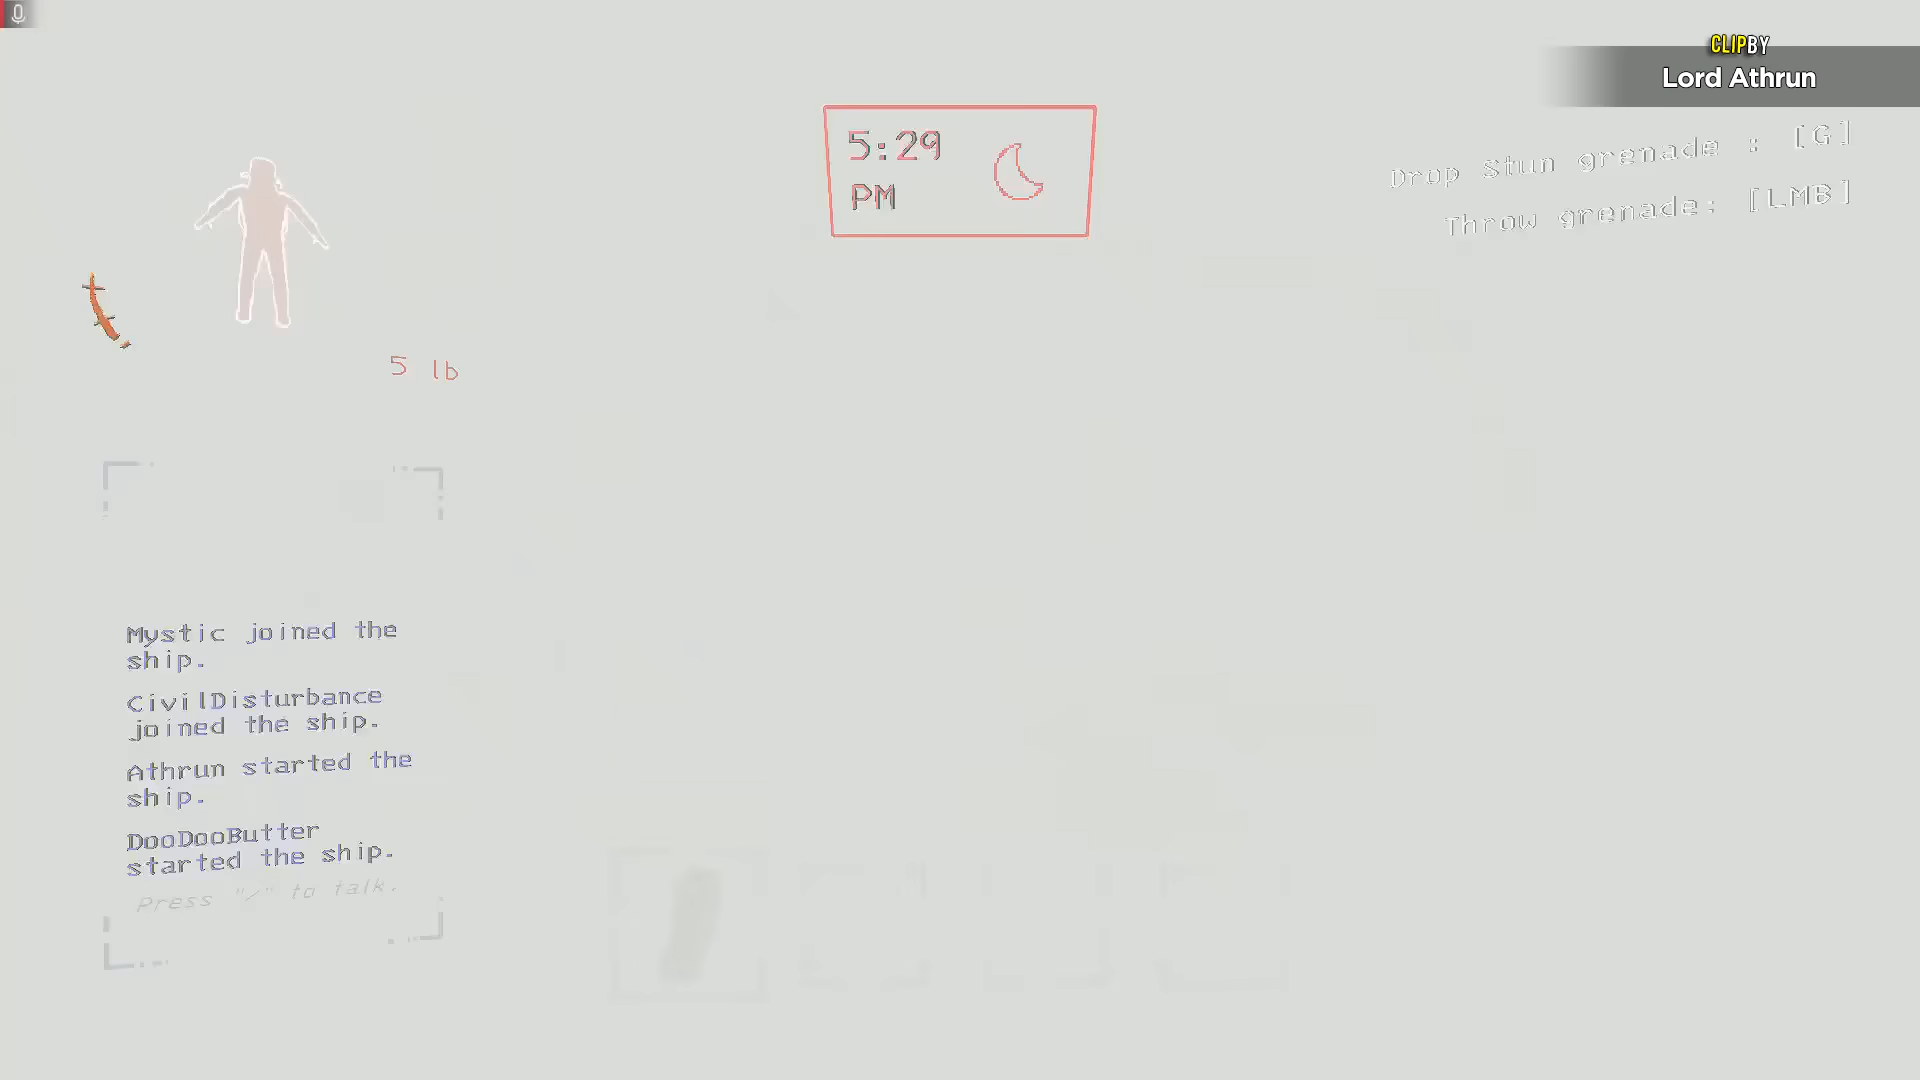 CLIPBY
Lord Athrun
5:29
PM
Drop Stun grenade : [G]
Throw grenade: [LMB]
5 lb
Mystic joined the
ship.
CivilDisturbance
joined the ship.
Athrun started the
ship.
DooDooButter
started the ship.
Press "/" to talk.